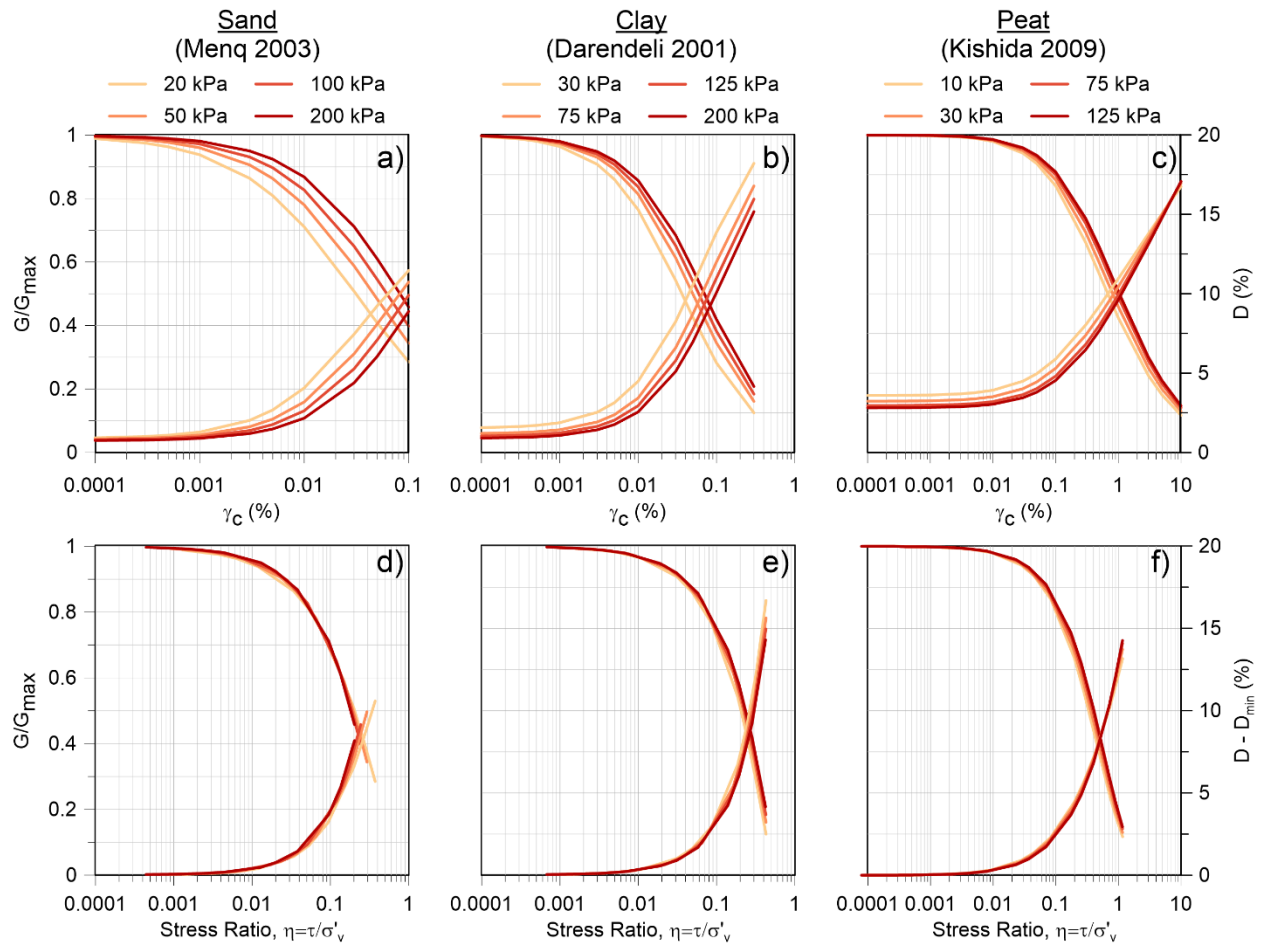 Sand
(Menq 2003)
20 kPa 100 kPa
50 kPa 200 kPa
Clay
(Darendeli 2001)
30 kPa 125 kPa
75 kPa 200 kPa
Peat
(Kishida 2009)
10 kPa 75 kPa
30 kPa 125 kPa
a)
1
0.8
0.6
0.4
0.2
0
G/Gmax
0.0001 0.001 0.01 0.1
γc (%)
b)
0.0001 0.001 0.01 0.1 1
γc (%)
c)
20
15
10
5
0
D (%)
0.0001 0.001 0.01 0.1 1 10
γc (%)
d)
1
0.8
0.6
0.4
0.2
0
G/Gmax
0.0001 0.001 0.01 0.1 1
Stress Ratio, η=τ/σ'v
e)
0.0001 0.001 0.01 0.1 1
Stress Ratio, η=τ/σ'v
f)
20
15
10
5
0
D - Dmin (%)
0.0001 0.001 0.01 0.1 1 10
Stress Ratio, η=τ/σ'v